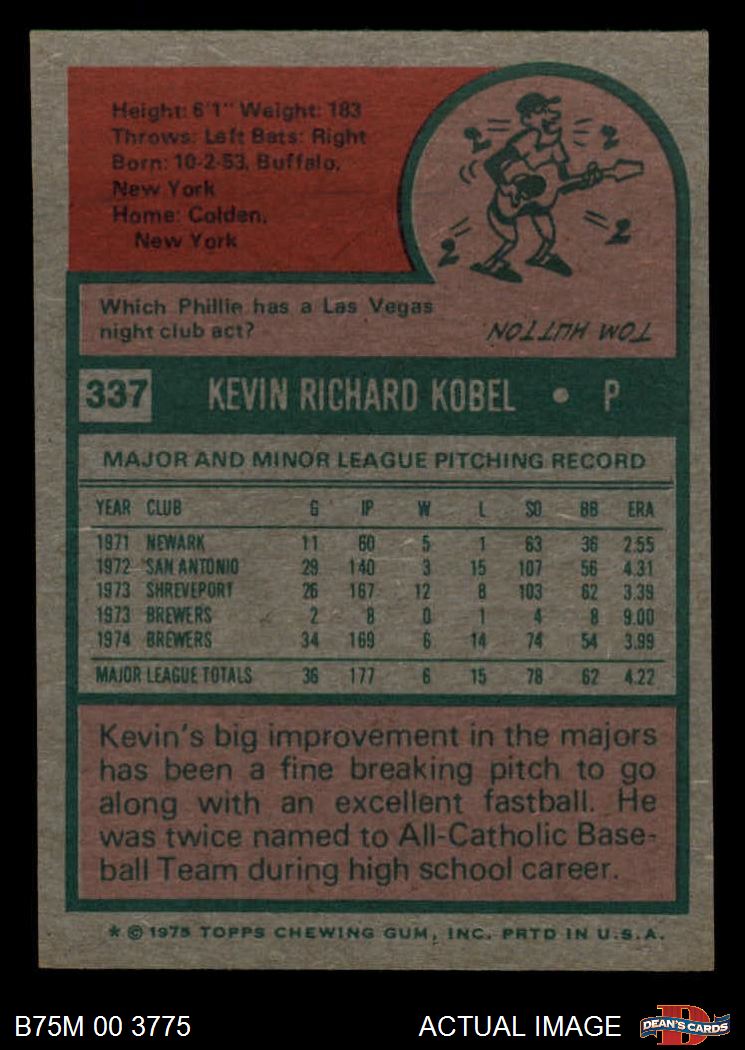 Height: 6'1" Weight: 183
Throws: Left Bats: Right
Born: 10-2-53, Buffalo,
New York
Home: Colden,
New York
2 2
2 2
Which Phillie has a Las Vegas
night club act?
TOM HUTTON
337 KEVIN RICHARD KOBEL • P
MAJOR AND MINOR LEAGUE PITCHING RECORD
YEAR CLUB G IP W L SO BB ERA
1971 NEWARK 11 60 5 1 63 36 2.55
1972 SAN ANTONIO 29 140 3 15 107 56 4.31
1973 SHREVEPORT 26 167 12 8 103 62 3.39
1973 BREWERS 2 8 0 1 4 8 9.00
1974 BREWERS 34 169 6 14 74 54 3.99
MAJOR LEAGUE TOTALS 36 177 6 15 78 62 4.22
Kevin's big improvement in the majors
has been a fine breaking pitch to go
along with an excellent fastball. He
was twice named to All-Catholic Base-
ball Team during high school career.
* © 1975 TOPPS CHEWING GUM, INC. PRTD IN U.S.A.
B75M 00 3775 ACTUAL IMAGE DEAN'S CARDS